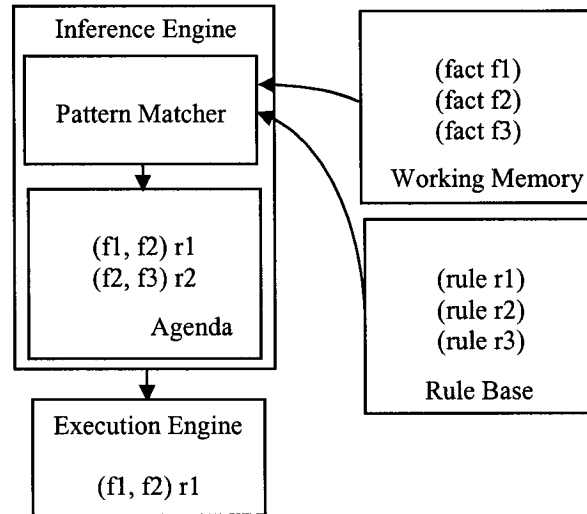 Inference Engine
Pattern Matcher
(f1, f2) r1
(f2, f3) r2
Agenda
Execution Engine
(f1, f2) r1
(fact f1)
(fact f2)
(fact f3)
Working Memory
(rule r1)
(rule r2)
(rule r3)
Rule Base